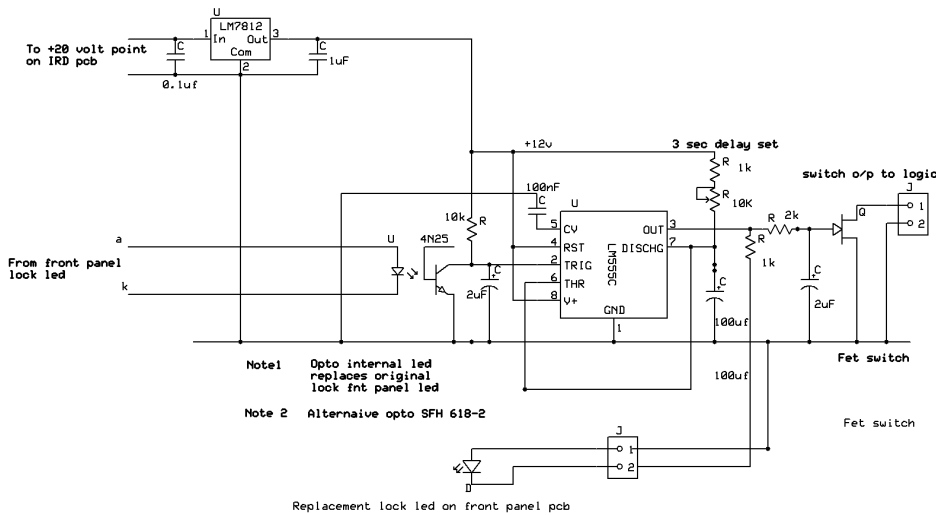 U
LM7812
1 In Out 3
Com
2
C
0.1uf
C
1uF
To +20 volt point
on IRD pcb
+12v
3 sec delay set
R 1k
R 10K
switch o/p to logic
J
1
2
Q
100nF
C
U
5 CV
4 RST
2 TRIG
6 THR
8 V+
OUT 3
DISCHG 7
LM555C
GND
1
10k R
R 2k
R
1k
a
From front panel
lock led
k
U
4N25
C
2uF
C
100uf
C
2uF
Fet switch
Note1 Opto internal led
replaces original
lock fnt panel led
100uf
Note 2 Alternaive opto SFH 618-2
Fet switch
J
1
2
D
Replacement lock led on front panel pcb